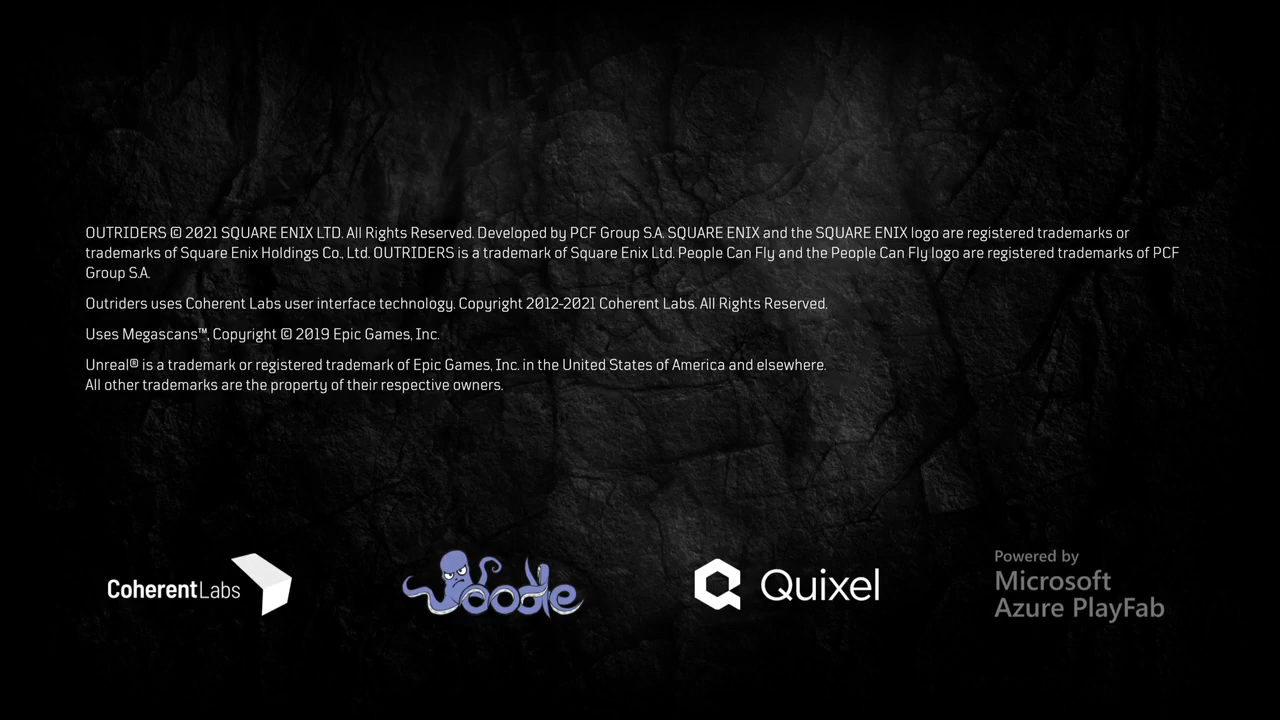 OUTRIDERS © 2021 SQUARE ENIX LTD. All Rights Reserved. Developed by PCF Group S.A. SQUARE ENIX and the SQUARE ENIX logo are registered trademarks or
trademarks of Square Enix Holdings Co., Ltd. OUTRIDERS is a trademark of Square Enix Ltd. People Can Fly and the People Can Fly logo are registered trademarks of PCF
Group S.A.
Outriders uses Coherent Labs user interface technology. Copyright 2012-2021 Coherent Labs. All Rights Reserved.
Uses Megascans™, Copyright © 2019 Epic Games, Inc.
Unreal® is a trademark or registered trademark of Epic Games, Inc. in the United States of America and elsewhere.
All other trademarks are the property of their respective owners.
CoherentLabs
Oodle
Quixel
Powered by
Microsoft
Azure PlayFab